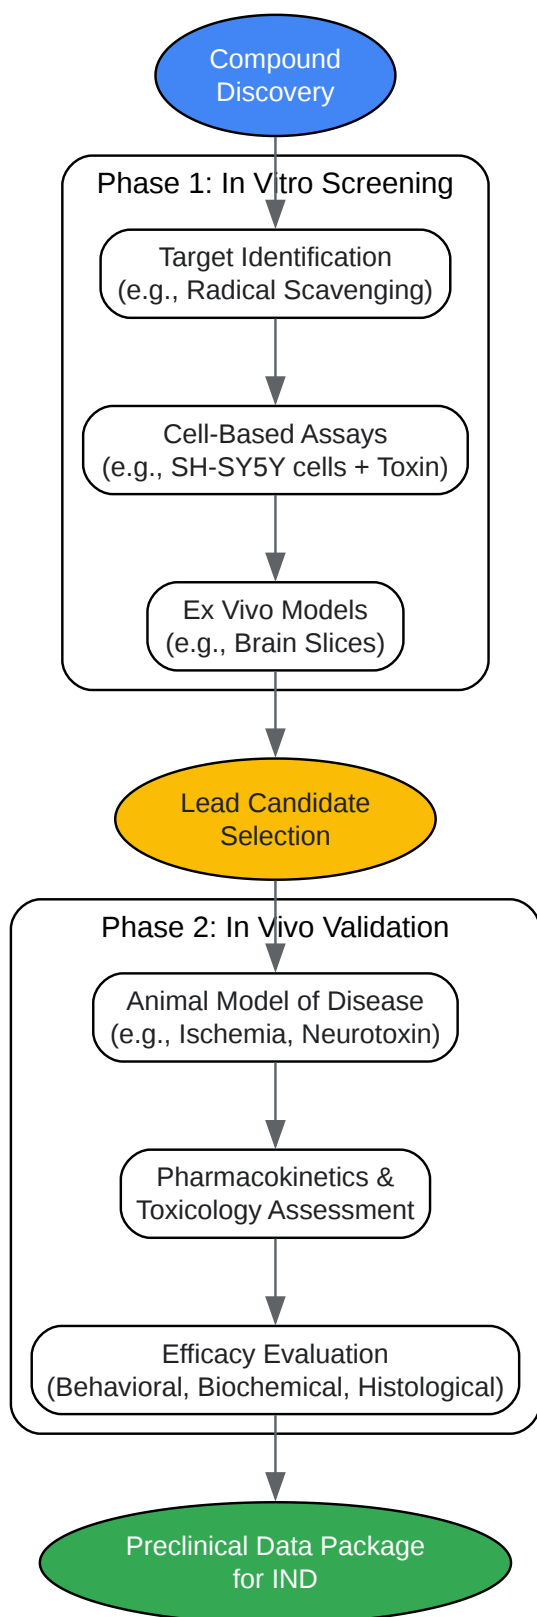 Compound
Discovery
Phase 1: In Vitro Screening
Target Identification
(e.g., Radical Scavenging)
Cell-Based Assays
(e.g., SH-SY5Y cells + Toxin)
Ex Vivo Models
(e.g., Brain Slices)
Lead Candidate
Selection
Phase 2: In Vivo Validation
Animal Model of Disease
(e.g., Ischemia, Neurotoxin)
Pharmacokinetics &
Toxicology Assessment
Efficacy Evaluation
(Behavioral, Biochemical, Histological)
Preclinical Data Package
for IND